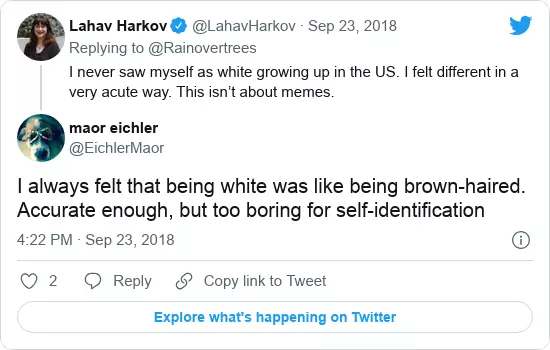 Lahav Harkov @LahavHarkov · Sep 23, 2018
Replying to @Rainovertrees
I never saw myself as white growing up in the US. I felt different in a
very acute way. This isn’t about memes.
maor eichler
@EichlerMaor
I always felt that being white was like being brown-haired.
Accurate enough, but too boring for self-identification
4:22 PM · Sep 23, 2018
2 Reply Copy link to Tweet
Explore what's happening on Twitter